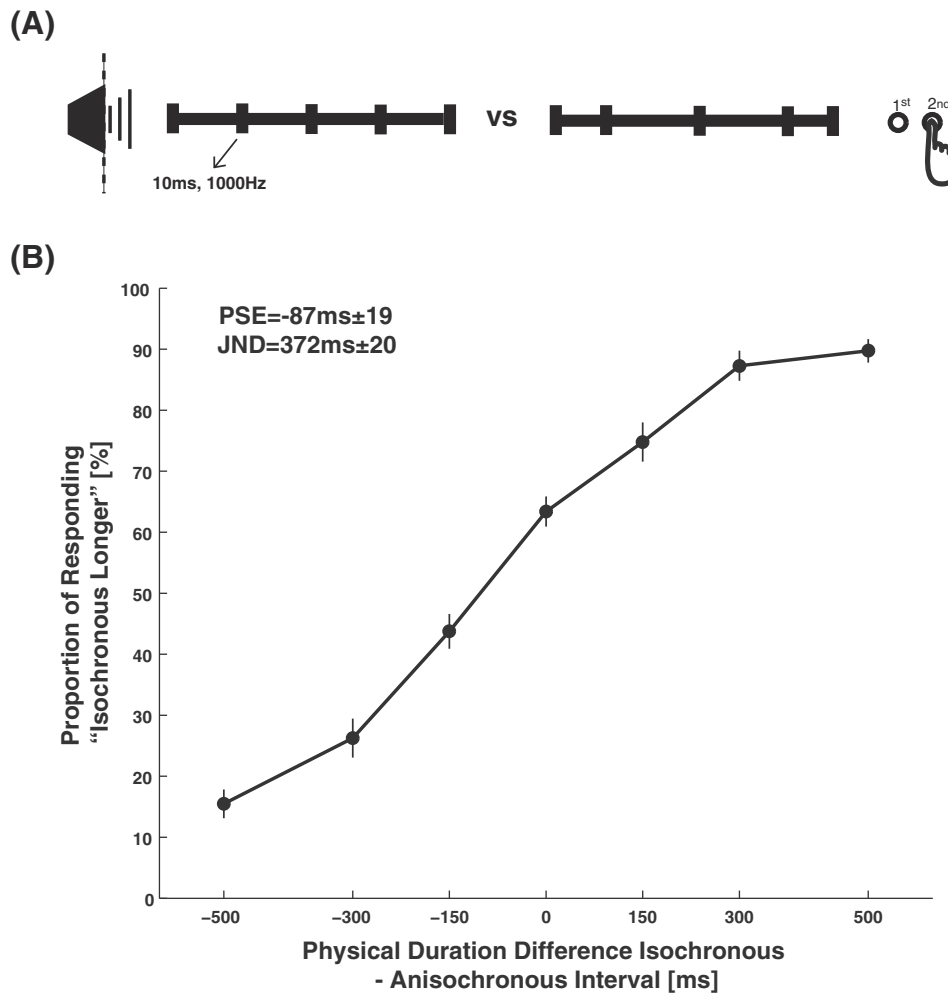 (A)
vs
1st 2nd
10ms, 1000Hz
(B)
PSE=-87ms±19
JND=372ms±20
100
90
80
70
60
50
40
30
20
10
0
Proportion of Responding
“Isochronous Longer” [%]
−500 −300 −150 0 150 300 500
Physical Duration Difference Isochronous
- Anisochronous Interval [ms]